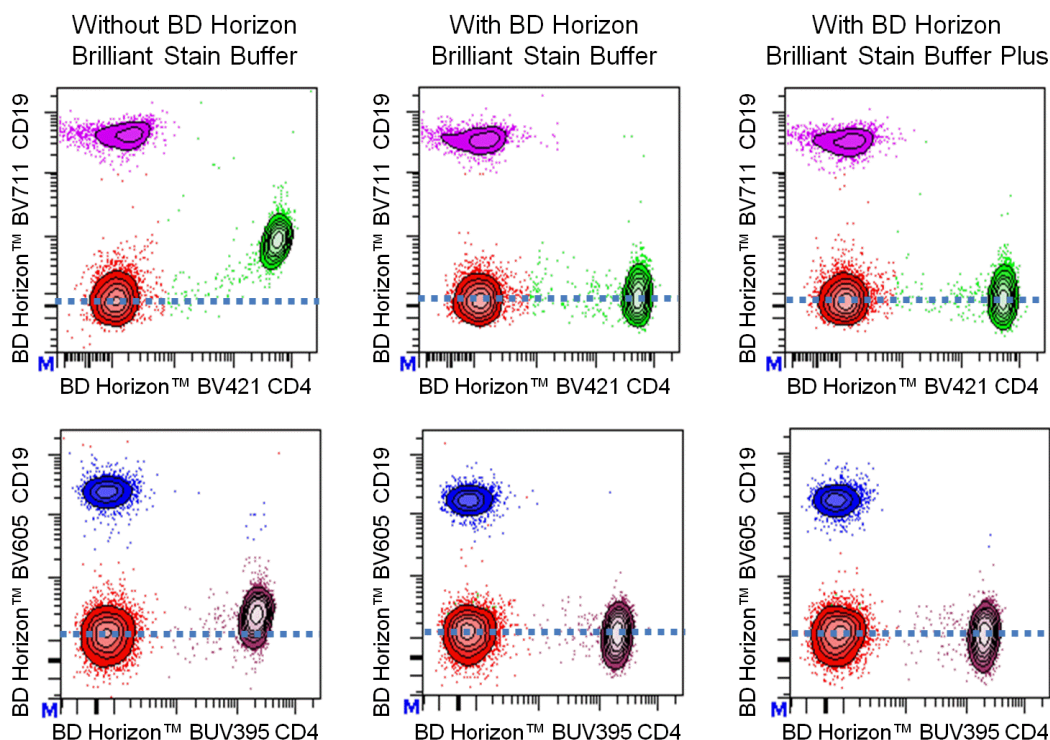 Without BD Horizon
Brilliant Stain Buffer
With BD Horizon
Brilliant Stain Buffer
With BD Horizon
Brilliant Stain Buffer Plus
BD Horizon™ BV711 CD19
M
BD Horizon™ BV421 CD4
BD Horizon™ BV711 CD19
M
BD Horizon™ BV421 CD4
BD Horizon™ BV711 CD19
M
BD Horizon™ BV421 CD4
BD Horizon™ BV605 CD19
M
BD Horizon™ BUV395 CD4
BD Horizon™ BV605 CD19
M
BD Horizon™ BUV395 CD4
BD Horizon™ BV605 CD19
M
BD Horizon™ BUV395 CD4